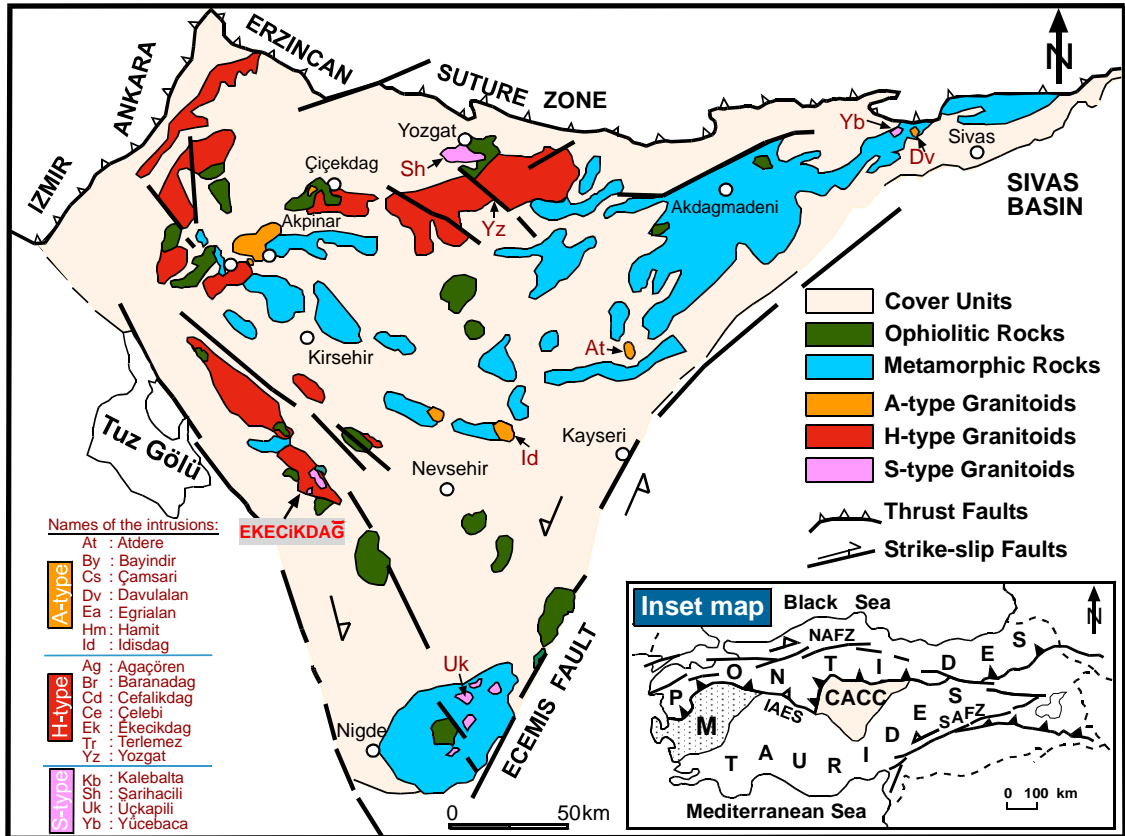 IZMIR
ANKARA
ERZINCAN
SUTURE
ZONE
N
Yozgat
Sh
Çiçekdag
Akpinar
Yz
Akdagmadeni
Yb
Dv
Sivas
SIVAS
BASIN
Kirsehir
At
Id
Kayseri
Nevsehir
Tuz Gölü
EKECiKDAĞ
Uk
Nigde
ECEMIS FAULT
0 50km
Cover Units
Ophiolitic Rocks
Metamorphic Rocks
A-type Granitoids
H-type Granitoids
S-type Granitoids
Thrust Faults
Strike-slip Faults
Names of the intrusions:
A-type
At : Atdere
By : Bayindir
Cs : Çamsari
Dv : Davulalan
Ea : Egrialan
Hm : Hamit
Id : Idisdag
H-type
Ag : Agaçören
Br : Baranadag
Cd : Cefalikdag
Ce : Çelebi
Ek : Ekecikdag
Tr : Terlemez
Yz : Yozgat
S-type
Kb : Kalebalta
Sh : Sarihacili
Uk : Üçkapili
Yb : Yücebaca
Inset map
Black Sea
N
NAFZ
P O N T I D E S
CACC
IAES
M
SAFZ
T A U R I D E S
Mediterranean Sea
0 100 km